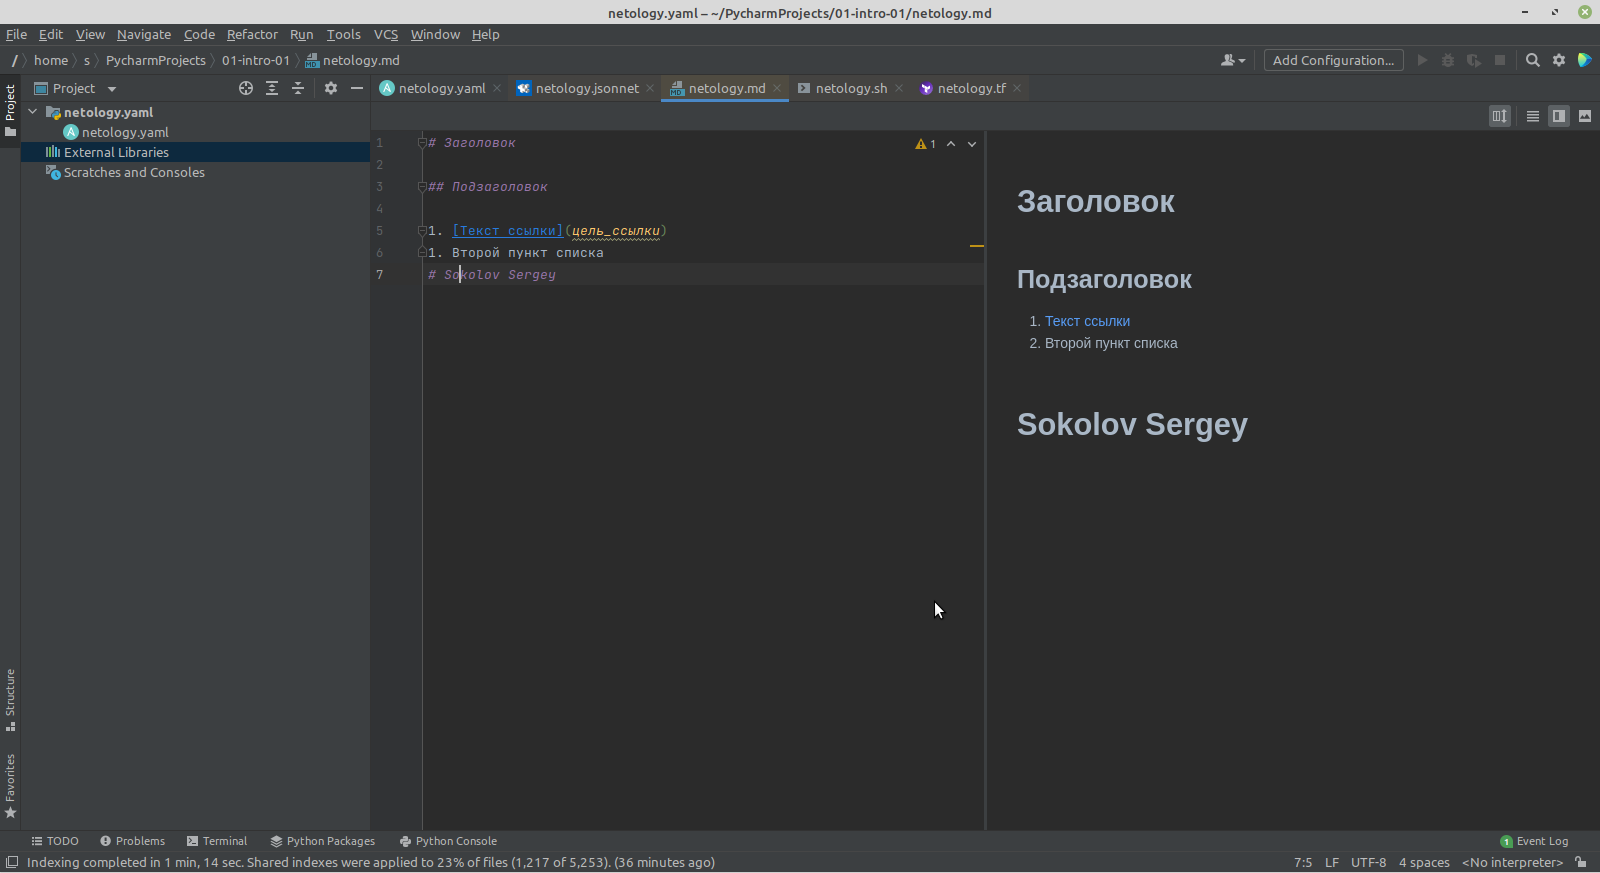 netology.yaml – ~/PycharmProjects/01-intro-01/netology.md
File Edit View Navigate Code Refactor Run Tools VCS Window Help
/ home s PycharmProjects 01-intro-01 netology.md
Add Configuration...
Project
Project
netology.yaml
netology.jsonnet
netology.md
netology.sh
netology.tf
netology.yaml
netology.yaml
External Libraries
Scratches and Consoles
1 # Заголовок
1
2
3 ## Подзаголовок
4
5 1. [Текст ссылки](цель_ссылки)
6 1. Второй пункт списка
7 # Sokolov Sergey
Заголовок
Подзаголовок
1. Текст ссылки
2. Второй пункт списка
Sokolov Sergey
Structure
Favorites
TODO Problems Terminal Python Packages Python Console
1 Event Log
Indexing completed in 1 min, 14 sec. Shared indexes were applied to 23% of files (1,217 of 5,253). (36 minutes ago)
7:5 LF UTF-8 4 spaces <No interpreter>